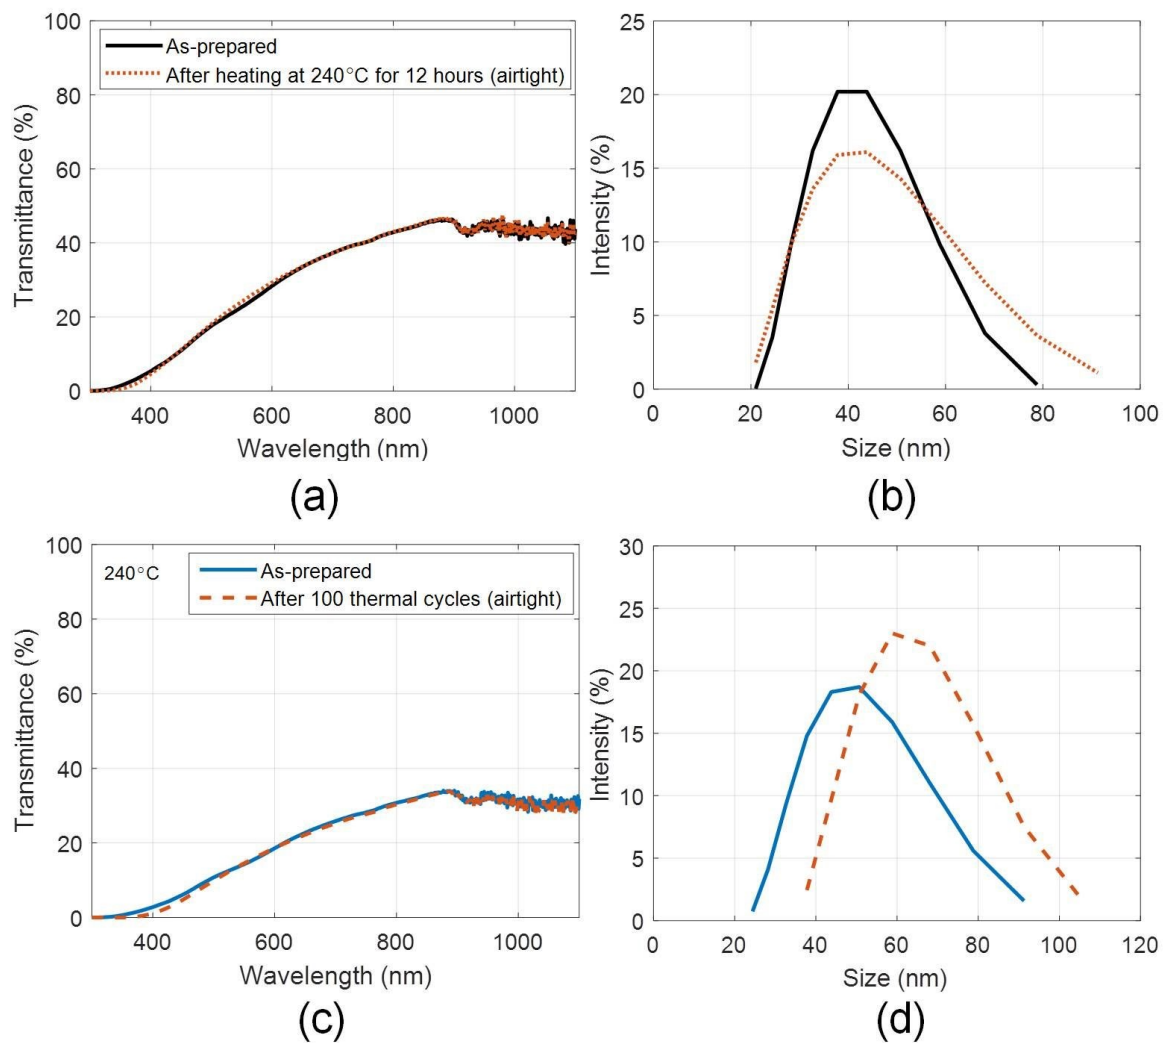 100
80
60
40
20
0
Transmittance (%)
As-prepared
After heating at 240°C for 12 hours (airtight)
400
600
800
1000
Wavelength (nm)
(a)
25
20
15
10
5
0
Intensity (%)
0
20
40
60
80
100
Size (nm)
(b)
100
80
60
40
20
0
Transmittance (%)
240°C
As-prepared
After 100 thermal cycles (airtight)
400
600
800
1000
Wavelength (nm)
(c)
30
25
20
15
10
5
0
Intensity (%)
0
20
40
60
80
100
120
Size (nm)
(d)